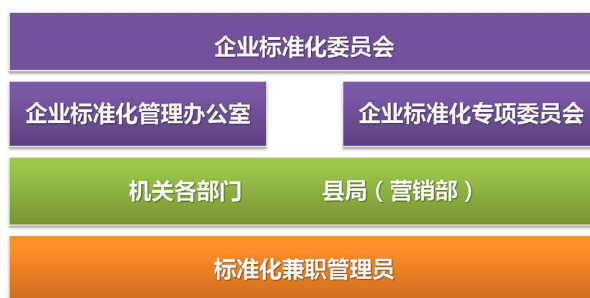 企业标准化委员会
企业标准化管理办公室 企业标准化专项委员会
机关各部门 县局（营销部）
标准化兼职管理员